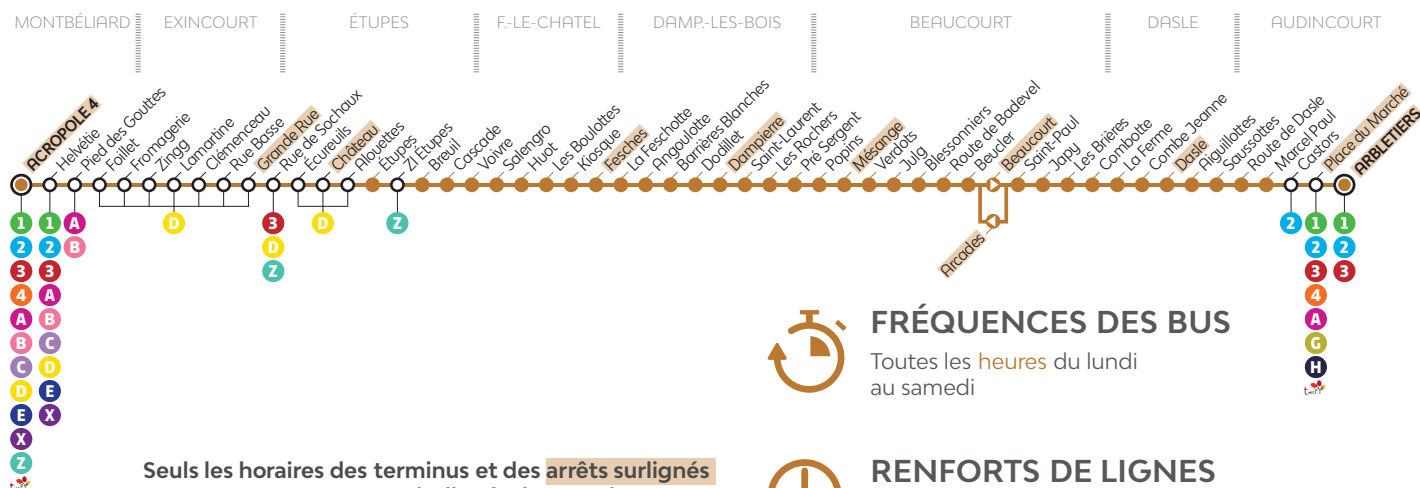 MONTBÉLIARD
EXINCOURT
ÉTUPES
F.-LE-CHATEL
DAMP.-LES-BOIS
BEAUCOURT
DASLE
AUDINCOURT
ACROPOLE 4
Helvétie
Pied des Gouttes
Foillet
Fromagerie
Zingg
Lamartine
Clémenceau
Rue Basse
Grande Rue
Rue de Sochaux
Ecureuils
Château
Alouettes
Étupes
ZI Etupes
Breuil
Cascade
Voivre
Salengro
Huot
Les Boulottes
Kiosque
Fesches
La Feschotte
Angoulotte
Barrières Blanches
Dodillet
Dampierre
Saint-Laurent
Les Rochers
Pré Sergent
Popins
Mésange
Verdots
Julg
Blessonniers
Route de Badevel
Beucler
Beaucourt
Saint-Paul
Japy
Les Brières
Combotte
La Ferme
Combe Jeanne
Dasle
Aiguillottes
Saussottes
Route de Dasle
Marcel Paul
Castors
Place du Marché
ARBLETIERS
Arcades
1 2 3 4 A B C D E X Z
1 2 3 A B C D E X
A B
D
3 D Z
D
Z
2
1 2 3 4 A G H
1 2 3
FRÉQUENCES DES BUS
Toutes les heures du lundi
au samedi
Seuls les horaires des terminus et des arrêts surlignés
RENFORTS DE LIGNES